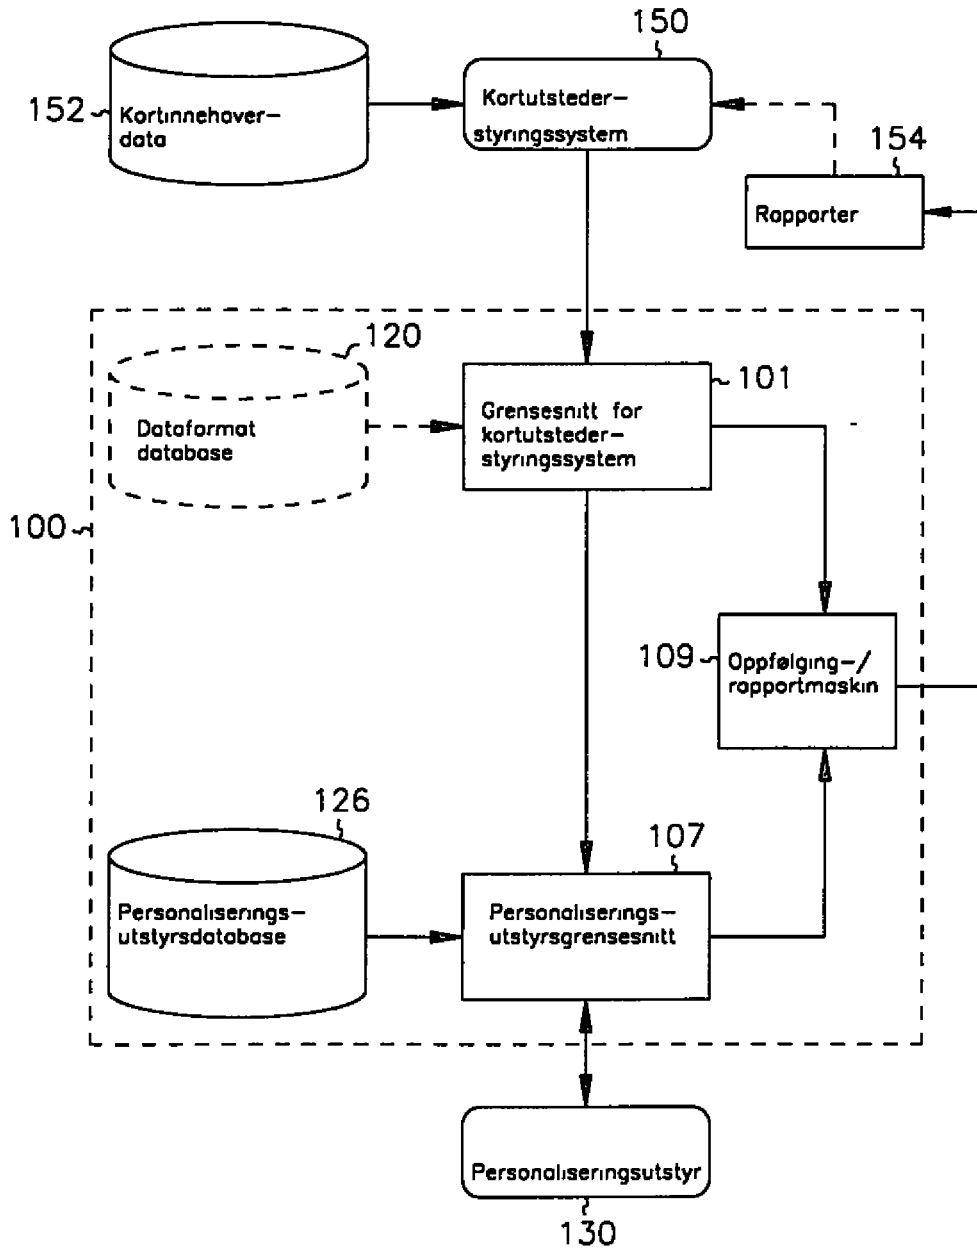 150
152
Kortinnehaver-
data
Kortutsteder-
styringssystem
154
Rapporter
120
Dataformat
database
101
Grensesnitt for
kortutsteder-
styringssystem
100
109
Oppfølging-/
rapportmaskin
126
Personaliserings-
utstyrsdatabase
107
Personaliserings-
utstyrsgrensesnitt
Personaliseringsutstyr
130